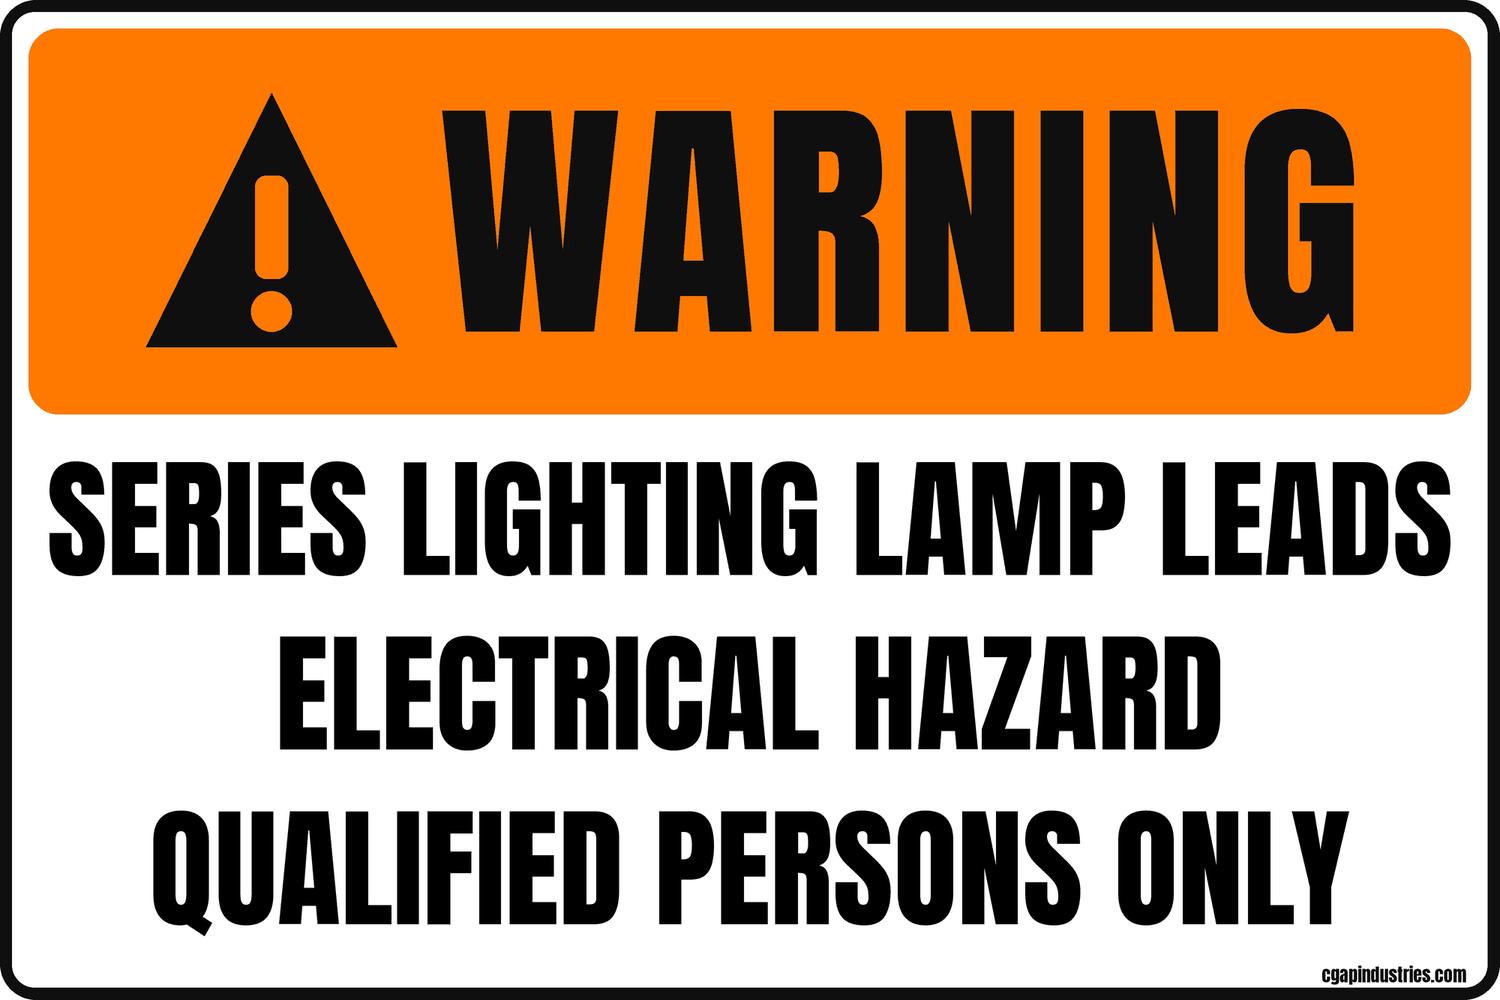 WARNING
SERIES LIGHTING LAMP LEADS
ELECTRICAL HAZARD
QUALIFIED PERSONS ONLY
cgapindustries.com